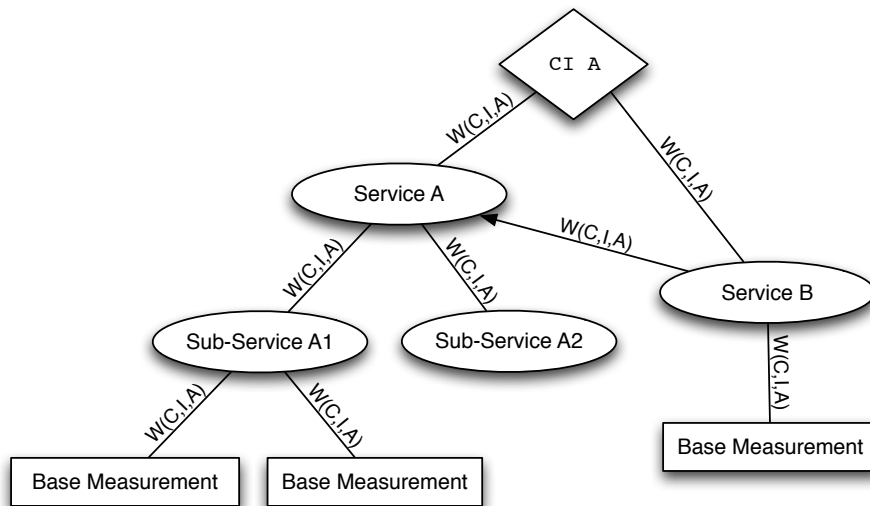 CI A
W(C,I,A)
W(C,I,A)
Service A
W(C,I,A)
W(C,I,A)
W(C,I,A)
Service B
Sub-Service A1
Sub-Service A2
W(C,I,A)
W(C,I,A)
W(C,I,A)
Base Measurement
Base Measurement
Base Measurement